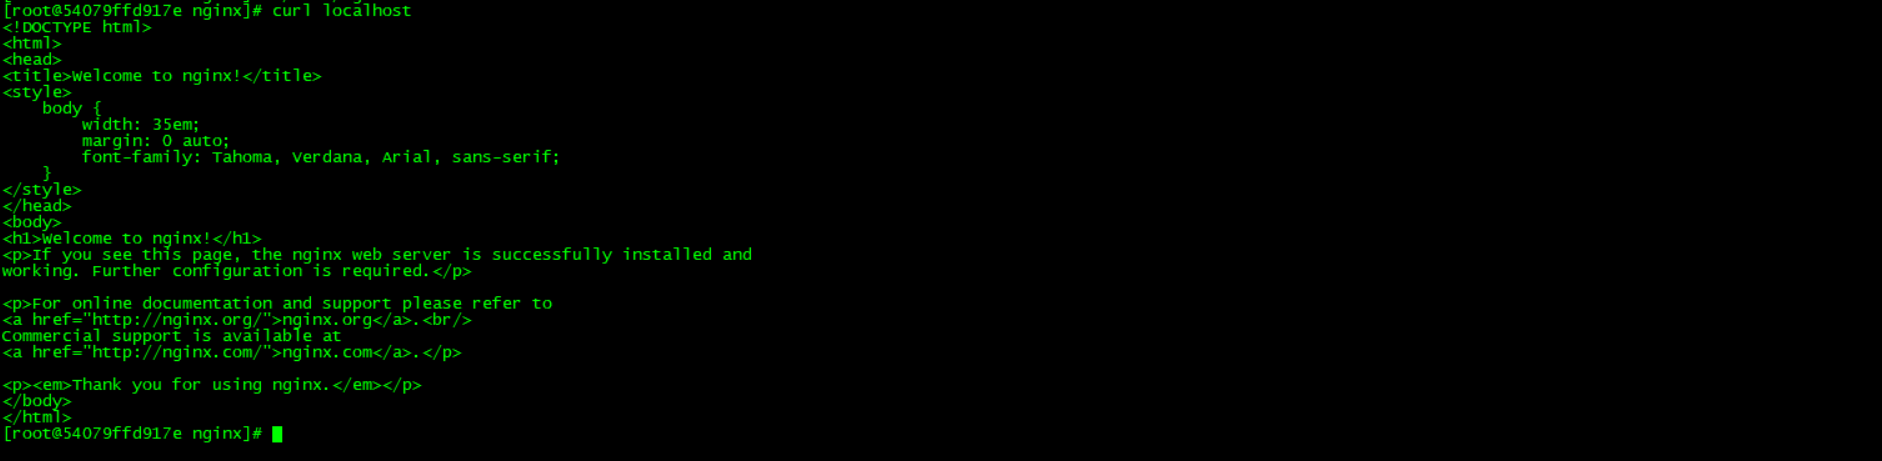 [root@54079ffd917e nginx]# curl localhost
<!DOCTYPE html>
<html>
<head>
<title>Welcome to nginx!</title>
<style>
    body {
        width: 35em;
        margin: 0 auto;
        font-family: Tahoma, Verdana, Arial, sans-serif;
    }
</style>
</head>
<body>
<h1>Welcome to nginx!</h1>
<p>If you see this page, the nginx web server is successfully installed and
working. Further configuration is required.</p>

<p>For online documentation and support please refer to
<a href="http://nginx.org/">nginx.org</a>.<br/>
Commercial support is available at
<a href="http://nginx.com/">nginx.com</a>.</p>

<p><em>Thank you for using nginx.</em></p>
</body>
</html>
[root@54079ffd917e nginx]#